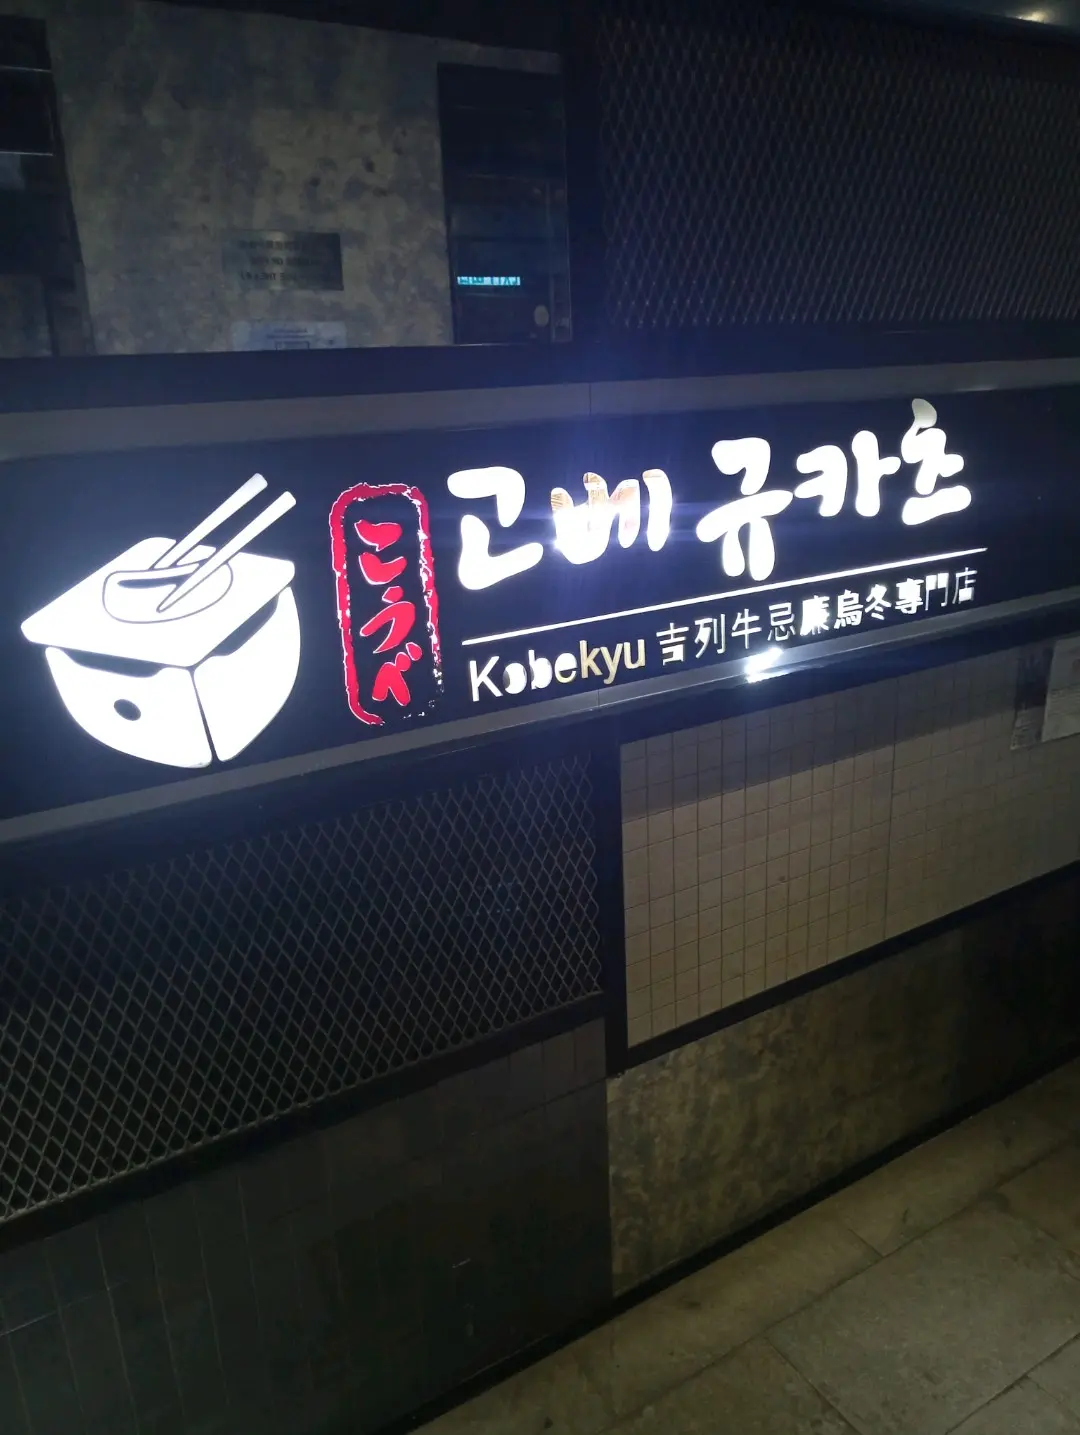 こうべ
고베 규카츠
Kobekyu 吉列牛忌廉烏冬專門店